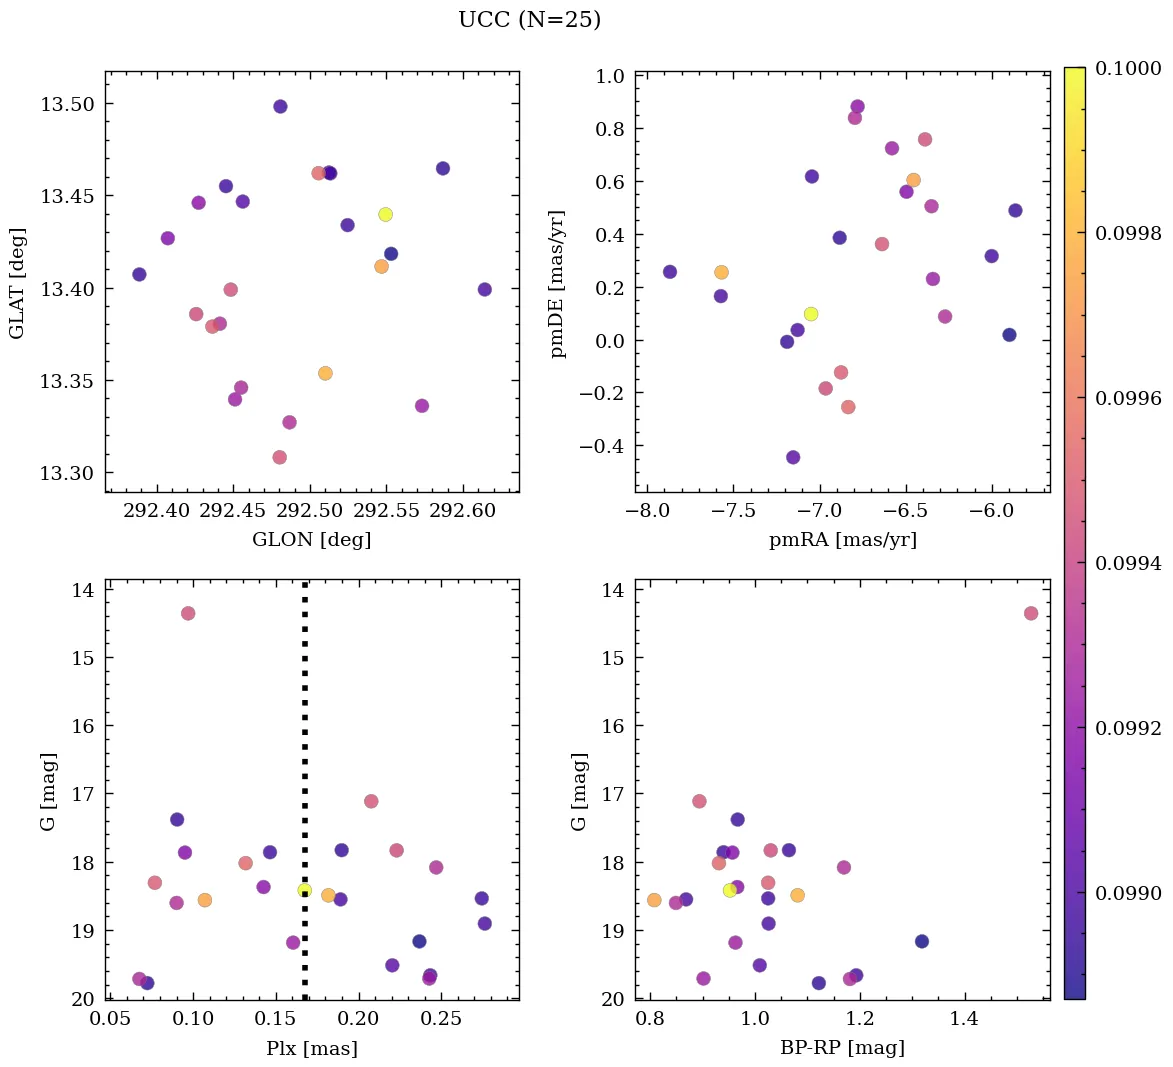 UCC (N=25)
13.50
13.45
13.40
13.35
13.30
GLAT [deg]
292.40 292.45 292.50 292.55 292.60
GLON [deg]
1.0
0.8
0.6
0.4
0.2
0.0
−0.2
−0.4
pmDE [mas/yr]
−8.0 −7.5 −7.0 −6.5 −6.0
pmRA [mas/yr]
0.1000
0.0998
0.0996
0.0994
0.0992
0.0990
14
15
16
17
18
19
20
G [mag]
0.05 0.10 0.15 0.20 0.25
Plx [mas]
14
15
16
17
18
19
20
G [mag]
0.8 1.0 1.2 1.4
BP-RP [mag]